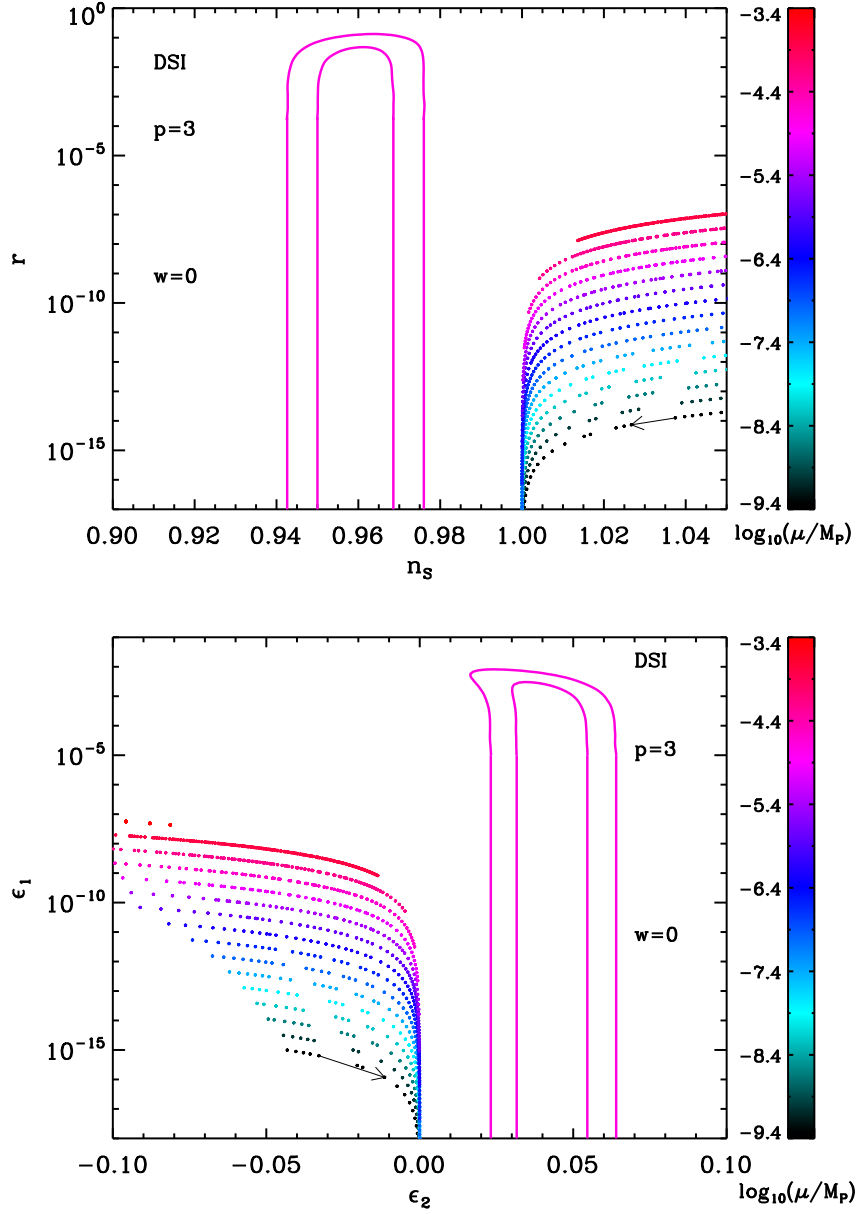 10⁰
10⁻⁵
10⁻¹⁰
10⁻¹⁵
r
DSI
p=3
w=0
0.90 0.92 0.94 0.96 0.98 1.00 1.02 1.04
n_S
−3.4
−4.4
−5.4
−6.4
−7.4
−8.4
−9.4
log₁₀(μ/M_P)
10⁻⁵
10⁻¹⁰
10⁻¹⁵
ϵ₁
DSI
p=3
w=0
−0.10 −0.05 0.00 0.05 0.10
ϵ₂
−3.4
−4.4
−5.4
−6.4
−7.4
−8.4
−9.4
log₁₀(μ/M_P)